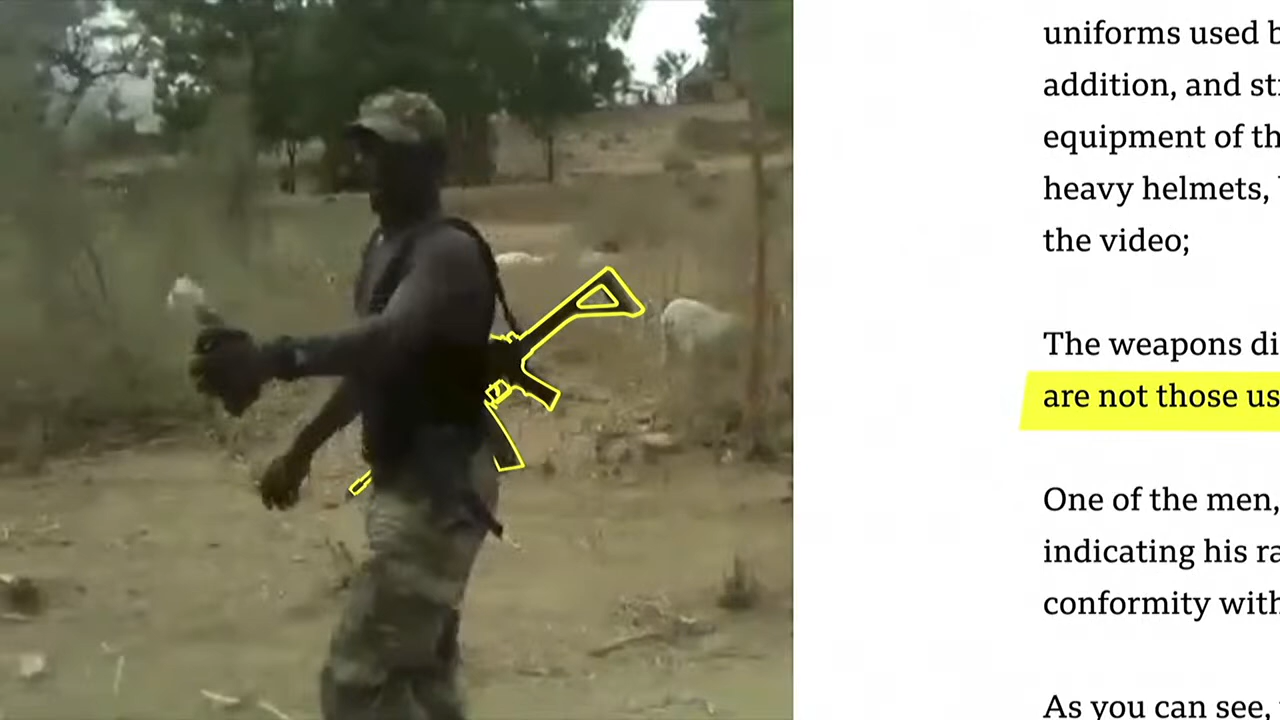 uniforms used b
addition, and sti
equipment of th
heavy helmets,
the video;
The weapons di
are not those us
One of the men,
indicating his ra
conformity with
As you can see,